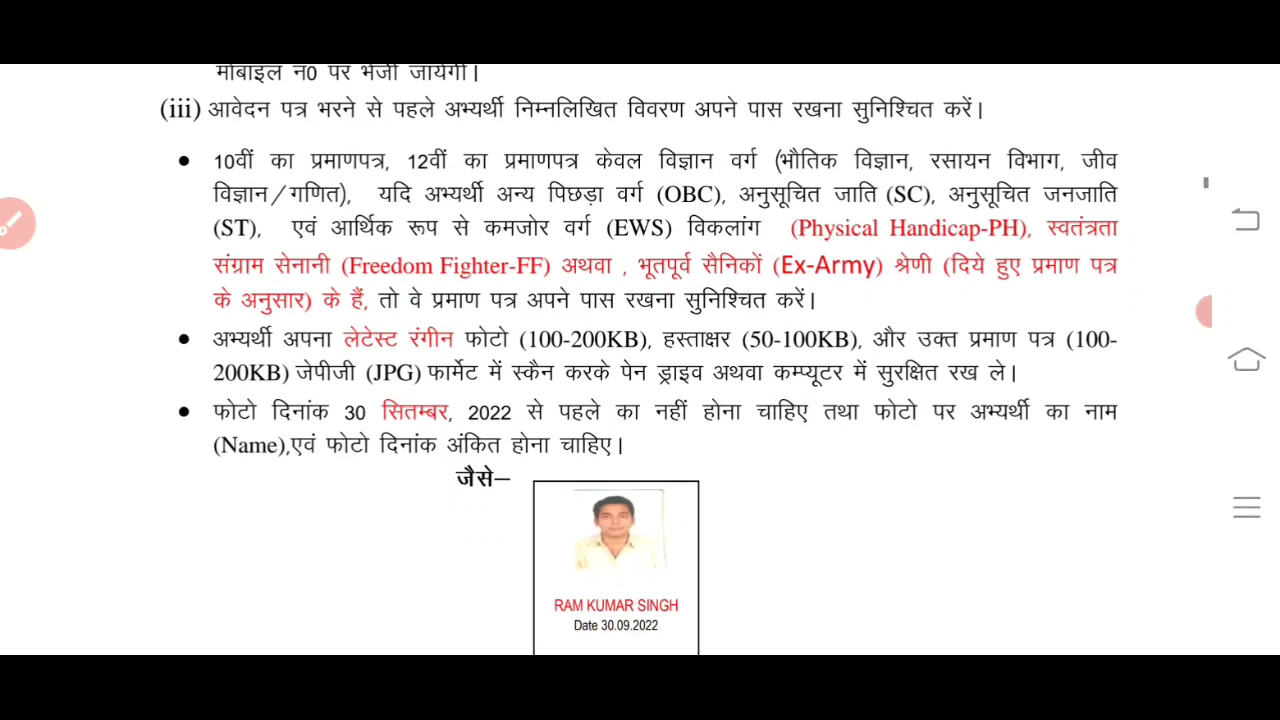 मोबाइल न0 पर भेजी जायेगी।
(iii) आवेदन पत्र भरने से पहले अभ्यर्थी निम्नलिखित विवरण अपने पास रखना सुनिश्चित करें।
● 10वीं का प्रमाणपत्र, 12वीं का प्रमाणपत्र केवल विज्ञान वर्ग (भौतिक विज्ञान, रसायन विभाग, जीव
विज्ञान/गणित), यदि अभ्यर्थी अन्य पिछड़ा वर्ग (OBC), अनुसूचित जाति (SC), अनुसूचित जनजाति
(ST), एवं आर्थिक रूप से कमजोर वर्ग (EWS) विकलांग (Physical Handicap-PH), स्वतंत्रता
संग्राम सेनानी (Freedom Fighter-FF) अथवा , भूतपूर्व सैनिकों (Ex-Army) श्रेणी (दिये हुए प्रमाण पत्र
के अनुसार) के हैं, तो वे प्रमाण पत्र अपने पास रखना सुनिश्चित करें।
● अभ्यर्थी अपना लेटेस्ट रंगीन फोटो (100-200KB), हस्ताक्षर (50-100KB), और उक्त प्रमाण पत्र (100-
200KB) जेपीजी (JPG) फार्मेट में स्कैन करके पेन ड्राइव अथवा कम्प्यूटर में सुरक्षित रख ले।
● फोटो दिनांक 30 सितम्बर, 2022 से पहले का नहीं होना चाहिए तथा फोटो पर अभ्यर्थी का नाम
(Name),एवं फोटो दिनांक अंकित होना चाहिए।
जैसे–
RAM KUMAR SINGH
Date 30.09.2022